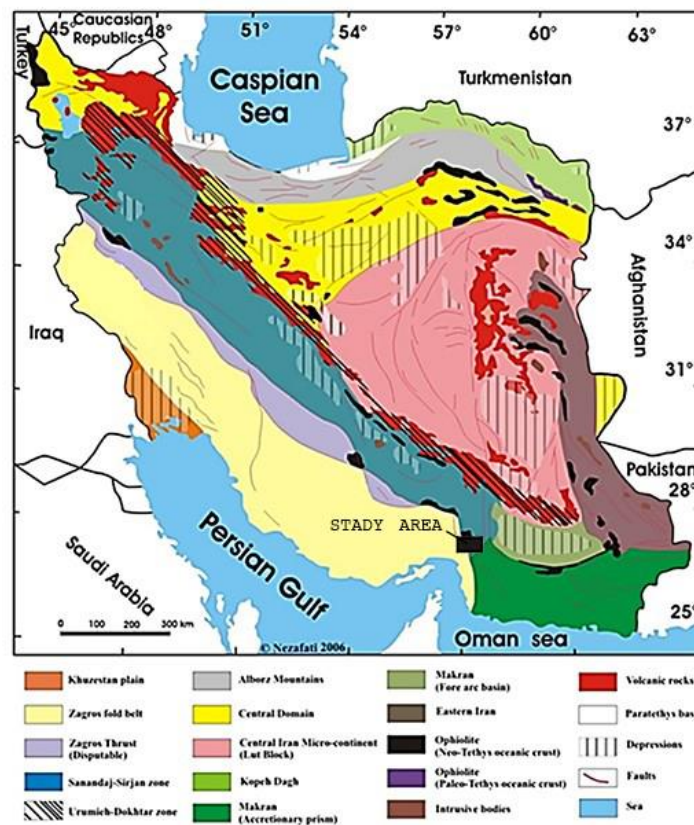 45°
Caucasian
Republics
48°
51°
54°
57°
60°
63°
Turkey
Caspian
Sea
Turkmenistan
37°
34°
Afghanistan
Iraq
31°
Pakistan
28°
STADY AREA
Persian Gulf
Saudi Arabia
25°
0 100 200 300 km
Oman sea
© Nezafati 2006
Khuzestan plain
Alborz Mountains
Makran
(Fore arc basin)
Volcanic rocks
Zagros fold belt
Central Domain
Eastern Iran
Paratethys bas
Zagros Thrust
(Disputable)
Central Iran Micro-continent
(Lut Block)
Ophiolite
(Neo-Tethys oceanic crust)
Depressions
Sanandaj-Sirjan zone
Kopeh Dagh
Ophiolite
(Paleo-Tethys oceanic crust)
Faults
Urumieh-Dokhtar zone
Makran
(Accretionary prism)
Intrusive bodies
Sea